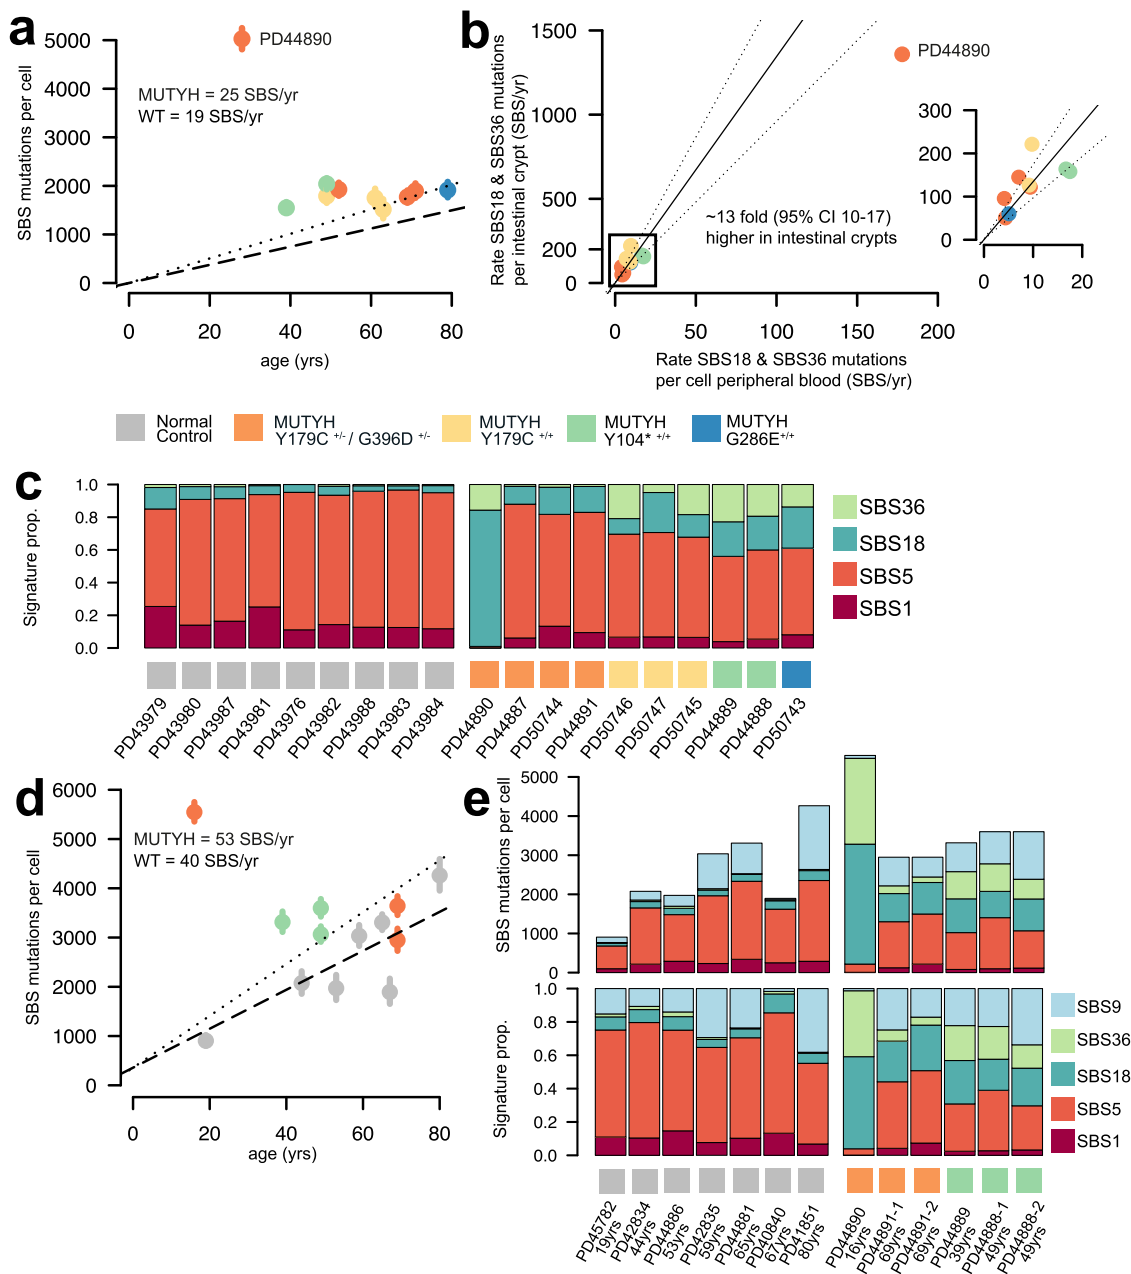 a
SBS mutations per cell
5000
4000
3000
2000
1000
0
PD44890
MUTYH = 25 SBS/yr
WT = 19 SBS/yr
0 20 40 60 80
age (yrs)
b
Rate SBS18 & SBS36 mutations
per intestinal crypt (SBS/yr)
1500
1000
500
200
0
PD44890
~13 fold (95% CI 10-17)
higher in intestinal crypts
0 50 100 150 200
Rate SBS18 & SBS36 mutations
per cell peripheral blood (SBS/yr)
300
200
100
0
0 10 20
Normal
Control
MUTYH
Y179C +/- / G396D +/-
MUTYH
Y179C +/+
MUTYH
Y104* +/+
MUTYH
G286E+/+
c
Signature prop.
1.0
0.8
0.6
0.4
0.2
0.0
SBS36
SBS18
SBS5
SBS1
PD43979
PD43980
PD43987
PD43981
PD43976
PD43982
PD43988
PD43983
PD43984
PD44890
PD44887
PD50744
PD44891
PD50746
PD50747
PD50745
PD44889
PD44888
PD50743
d
SBS mutations per cell
6000
5000
4000
3000
2000
1000
0
MUTYH = 53 SBS/yr
WT = 40 SBS/yr
0 20 40 60 80
age (yrs)
e
SBS mutations per cell
5000
4000
3000
2000
1000
0
Signature prop.
1.0
0.8
0.6
0.4
0.2
0.0
SBS9
SBS36
SBS18
SBS5
SBS1
PD45782
19yrs
PD42834
44yrs
PD44886
53yrs
PD42835
59yrs
PD44881
65yrs
PD40840
67yrs
PD41851
80yrs
PD44890
16yrs
PD44891-1
69yrs
PD44891-2
69yrs
PD44889
39yrs
PD44888-1
49yrs
PD44888-2
49yrs